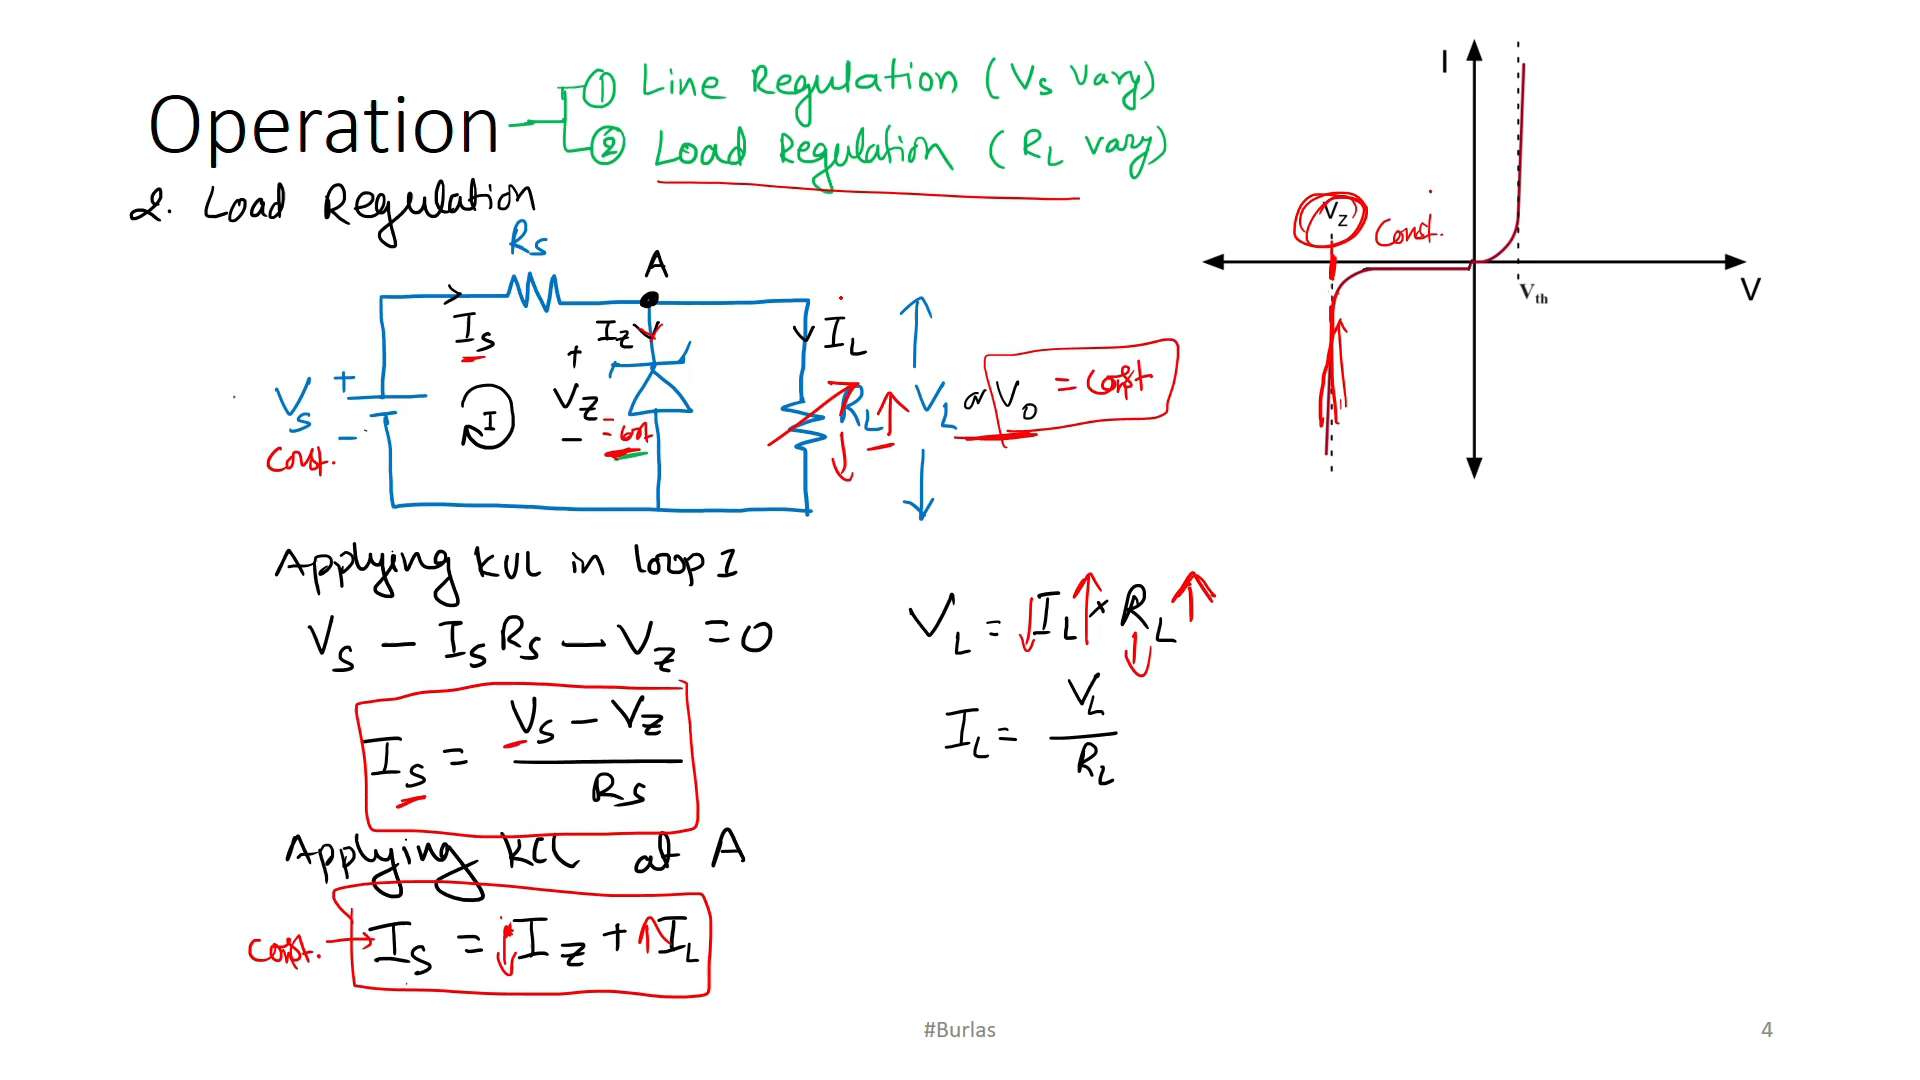 Operation
① Line Regulation (Vs vary)
② Load Regulation (RL vary)
2. Load Regulation
Rs
A
Is
Iz
IL
Vs
+
-
Const.
I
+
Vz
-
= const
RL
VL or Vo = Const
I
Vz
Const.
Vth
V
Applying KVL in loop I
Vs - IsRs - Vz = 0
Is = Vs - Vz / Rs
Applying KCL at A
Const. → Is = ↓Iz + ↑IL
VL = ↓IL↑ × RL↑↓
IL = VL / RL
#Burlas
4